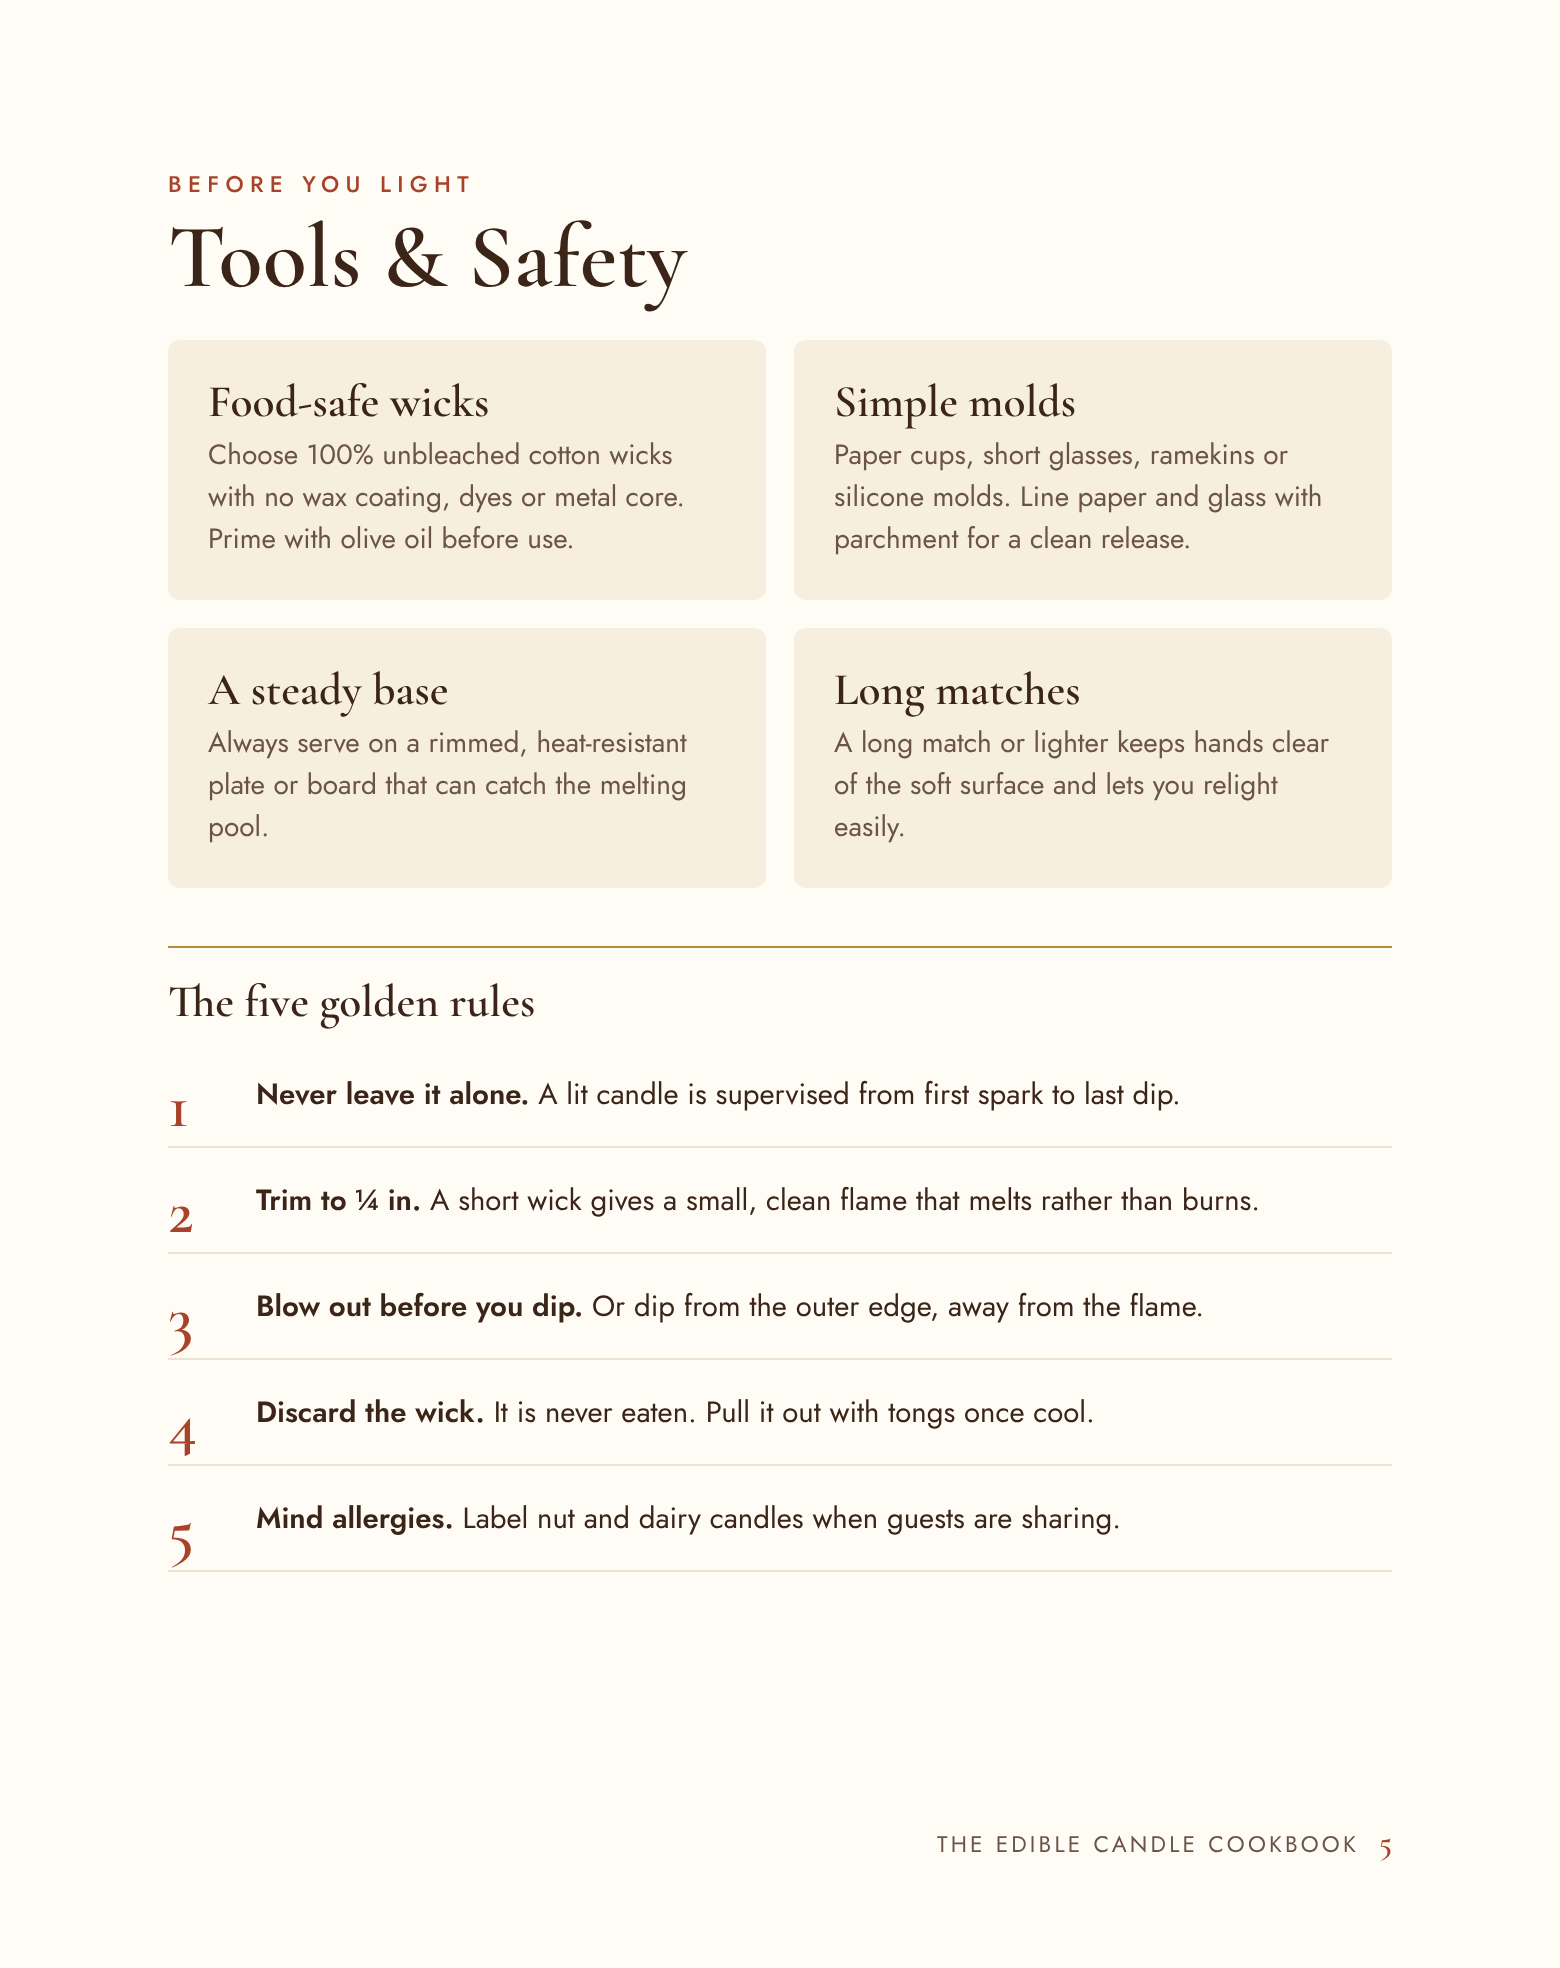 BEFORE YOU LIGHT
Tools & Safety
Food-safe wicks
Choose 100% unbleached cotton wicks
with no wax coating, dyes or metal core.
Prime with olive oil before use.
Simple molds
Paper cups, short glasses, ramekins or
silicone molds. Line paper and glass with
parchment for a clean release.
A steady base
Always serve on a rimmed, heat-resistant
plate or board that can catch the melting
pool.
Long matches
A long match or lighter keeps hands clear
of the soft surface and lets you relight
easily.
The five golden rules
1 Never leave it alone. A lit candle is supervised from first spark to last dip.
2 Trim to ¼ in. A short wick gives a small, clean flame that melts rather than burns.
3 Blow out before you dip. Or dip from the outer edge, away from the flame.
4 Discard the wick. It is never eaten. Pull it out with tongs once cool.
5 Mind allergies. Label nut and dairy candles when guests are sharing.
THE EDIBLE CANDLE COOKBOOK 5